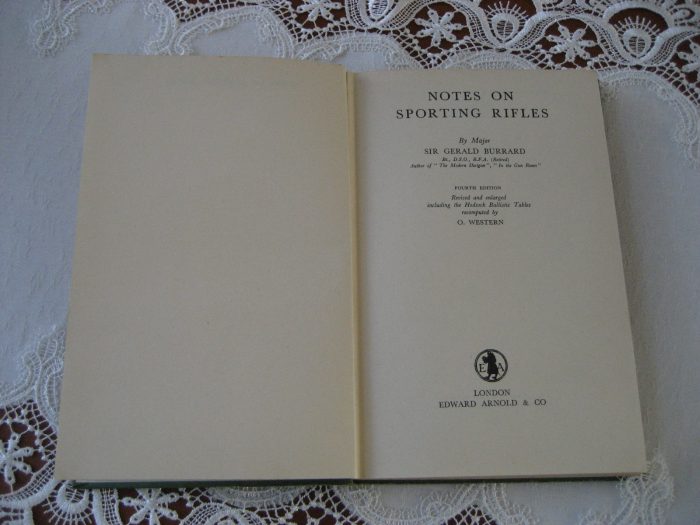 NOTES ON
SPORTING RIFLES
By Major
SIR GERALD BURRARD
Bt., D.S.O., R.F.A. (Retired)
Author of "The Modern Shotgun", "In the Gun Room"
FOURTH EDITION
Revised and enlarged
including the Hodsock Ballistic Tables
recomputed by
O. WESTERN
E A
LONDON
EDWARD ARNOLD & CO